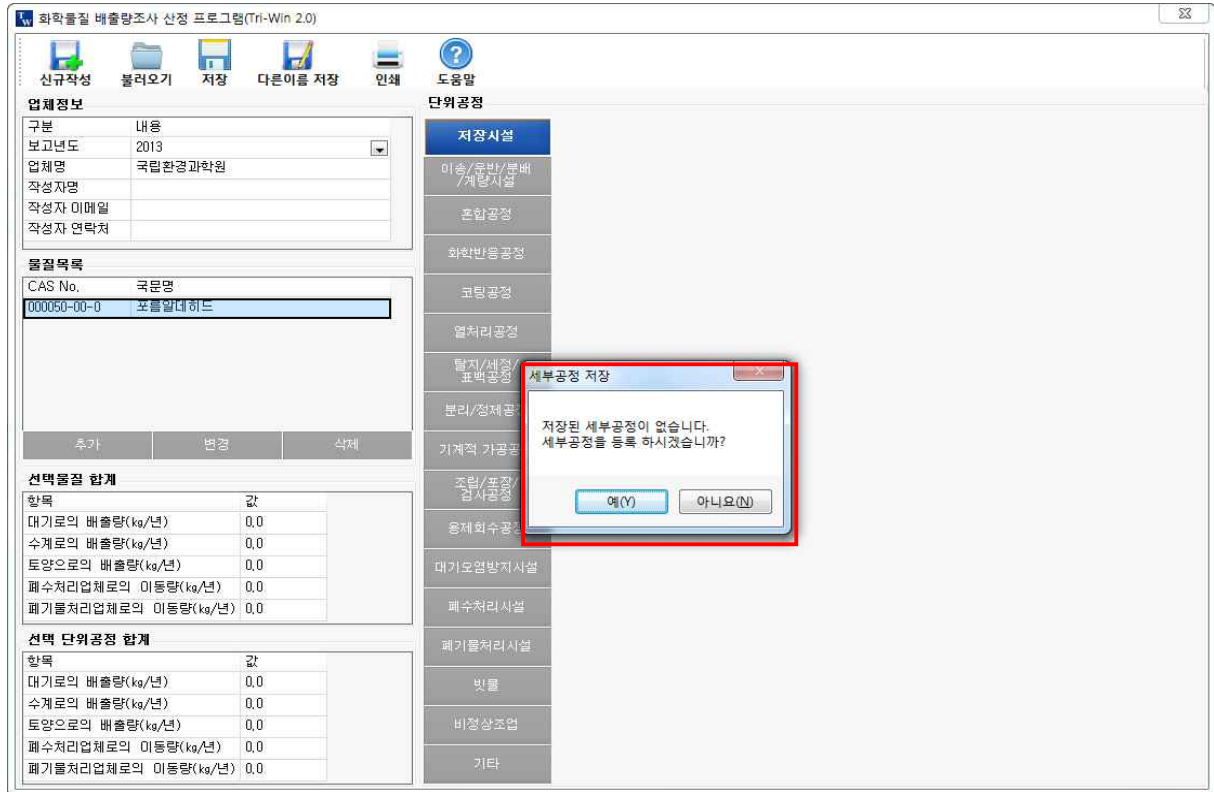 화학물질 배출량조사 산정 프로그램(Tri-Win 2.0)
신규작성 불러오기 저장 다른이름 저장 인쇄 도움말
업체정보
구분 내용
보고년도 2013
업체명 국립환경과학원
작성자명
작성자 이메일
작성자 연락처
물질목록
CAS No. 국문명
000050-00-0 포름알데히드
추가 변경 삭제
선택물질 합계
항목 값
대기로의 배출량(kg/년) 0.0
수계로의 배출량(kg/년) 0.0
토양으로의 배출량(kg/년) 0.0
폐수처리업체로의 이동량(kg/년) 0.0
폐기물처리업체로의 이동량(kg/년) 0.0
선택 단위공정 합계
항목 값
대기로의 배출량(kg/년) 0.0
수계로의 배출량(kg/년) 0.0
토양으로의 배출량(kg/년) 0.0
폐수처리업체로의 이동량(kg/년) 0.0
폐기물처리업체로의 이동량(kg/년) 0.0
단위공정
저장시설
이송/운반/분배
/계량시설
혼합공정
화학반응공정
코팅공정
열처리공정
탈지/세정/
표백공정
분리/정제공
기계적 가공공
조립/포장/
검사공정
용제회수공
대기오염방지시설
폐수처리시설
폐기물처리시설
빗물
비정상조업
기타
세부공정 저장
저장된 세부공정이 없습니다.
세부공정을 등록 하시겠습니까?
예(Y) 아니요(N)